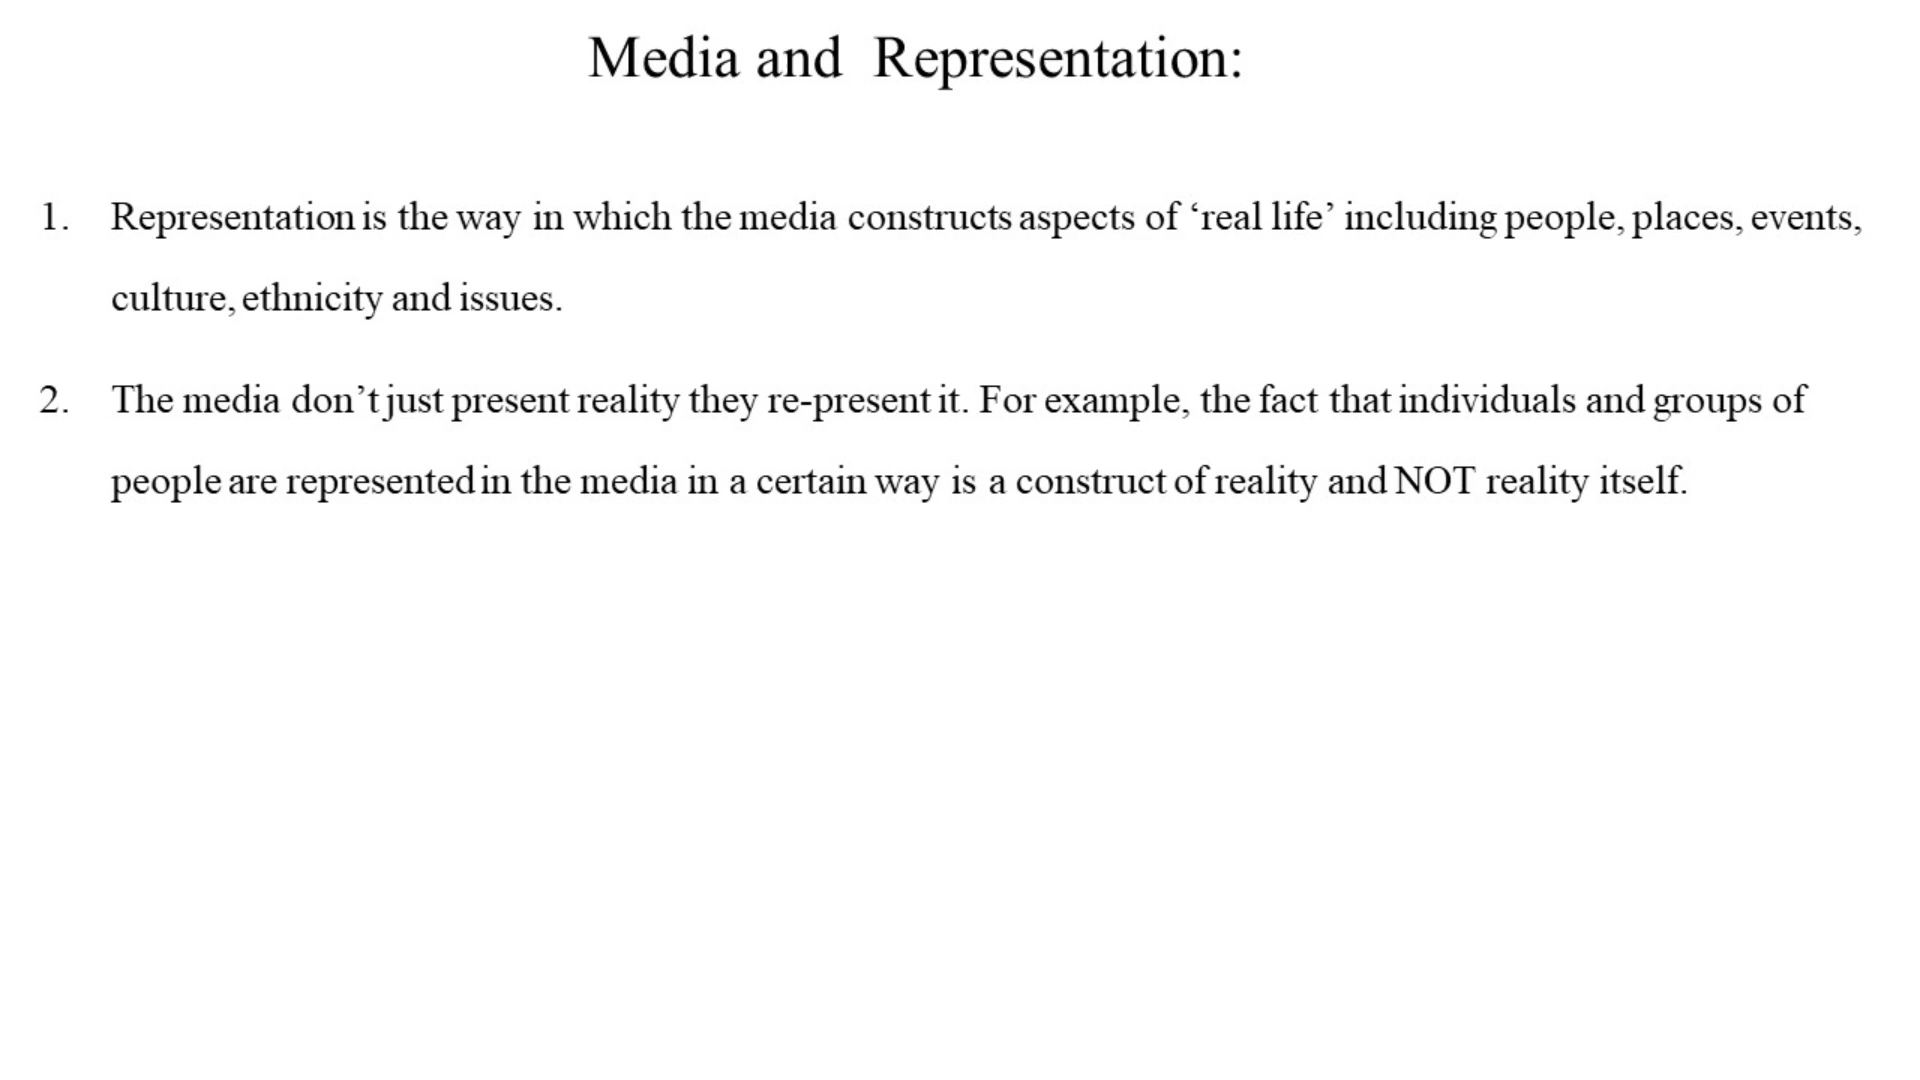 Media and  Representation:
1. Representation is the way in which the media constructs aspects of ‘real life’ including people, places, events,
culture, ethnicity and issues.
2. The media don’t just present reality they re-present it. For example, the fact that individuals and groups of
people are represented in the media in a certain way is a construct of reality and NOT reality itself.